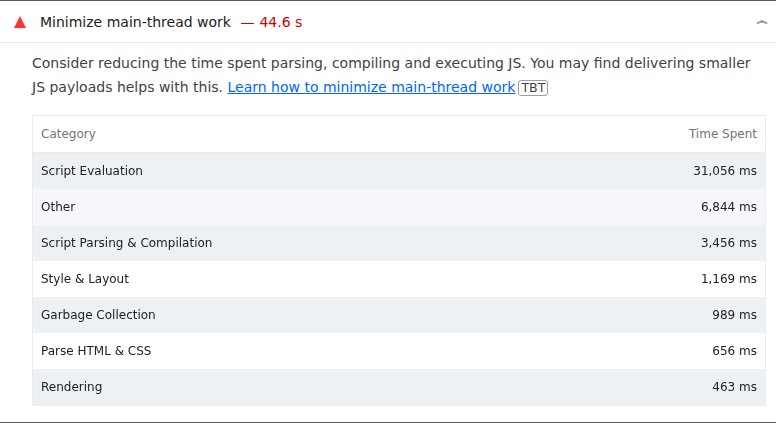 Minimize main-thread work — 44.6 s
Consider reducing the time spent parsing, compiling and executing JS. You may find delivering smaller
JS payloads helps with this. Learn how to minimize main-thread work TBT
Category Time Spent
Script Evaluation 31,056 ms
Other 6,844 ms
Script Parsing & Compilation 3,456 ms
Style & Layout 1,169 ms
Garbage Collection 989 ms
Parse HTML & CSS 656 ms
Rendering 463 ms